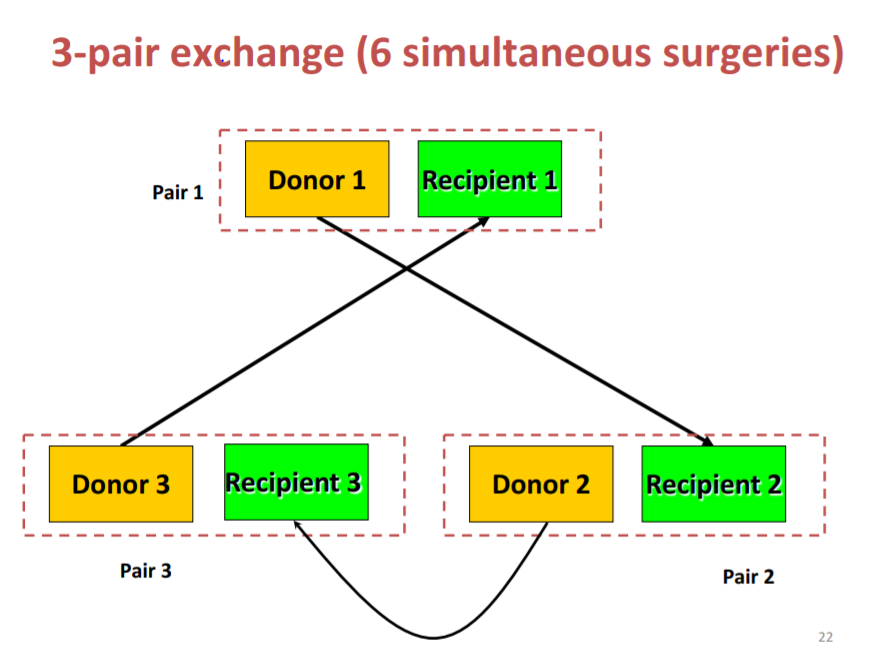 3-pair exchange (6 simultaneous surgeries)
Pair 1
Donor 1
Recipient 1
Donor 3
Recipient 3
Donor 2
Recipient 2
Pair 3
Pair 2
22